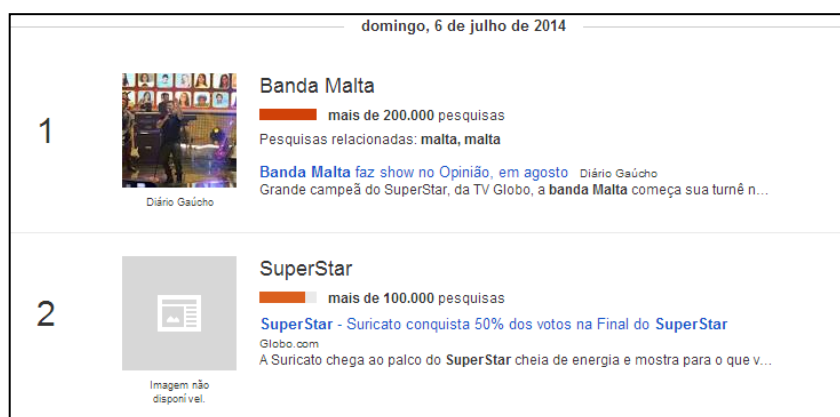 domingo, 6 de julho de 2014
1
Banda Malta
mais de 200.000 pesquisas
Pesquisas relacionadas: malta, malta
Banda Malta faz show no Opinião, em agosto Diário Gaúcho
Grande campeã do SuperStar, da TV Globo, a banda Malta começa sua turnê n...
Diário Gaúcho
2
SuperStar
mais de 100.000 pesquisas
SuperStar - Suricato conquista 50% dos votos na Final do SuperStar
Globo.com
A Suricato chega ao palco do SuperStar cheia de energia e mostra para o que v...
Imagem não
disponível.